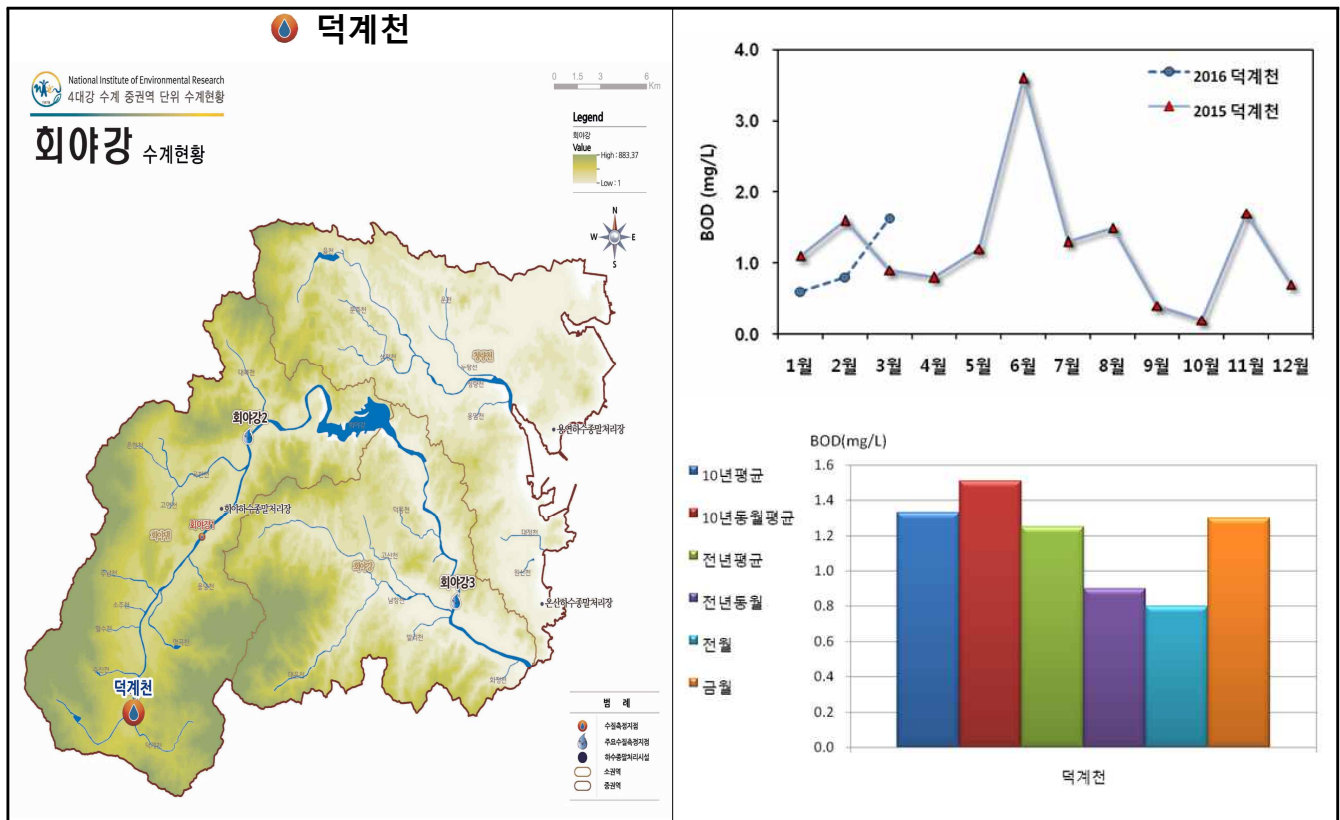 덕계천
National Institute of Environmental Research
4대강 수계 중권역 단위 수계현황
회야강 수계현황
0 1.5 3 6
Km
Legend
회야강
Value
High : 883.37
Low : 1
N
W E
S
회야강2
용연하수종말처리장
회야하수종말처리장
회야강3
온산하수종말처리장
고산천
남창천
덕계천
범 례
수질측정지점
주요수질측정지점
하수종말처리시설
소권역
중권역
4.0
3.0
2.0
1.0
0.0
BOD (mg/L)
2016 덕계천
2015 덕계천
1월 2월 3월 4월 5월 6월 7월 8월 9월 10월 11월 12월
BOD(mg/L)
1.6
1.4
1.2
1.0
0.8
0.6
0.4
0.2
0.0
10년평균
10년동월평균
전년평균
전년동월
전월
금월
덕계천